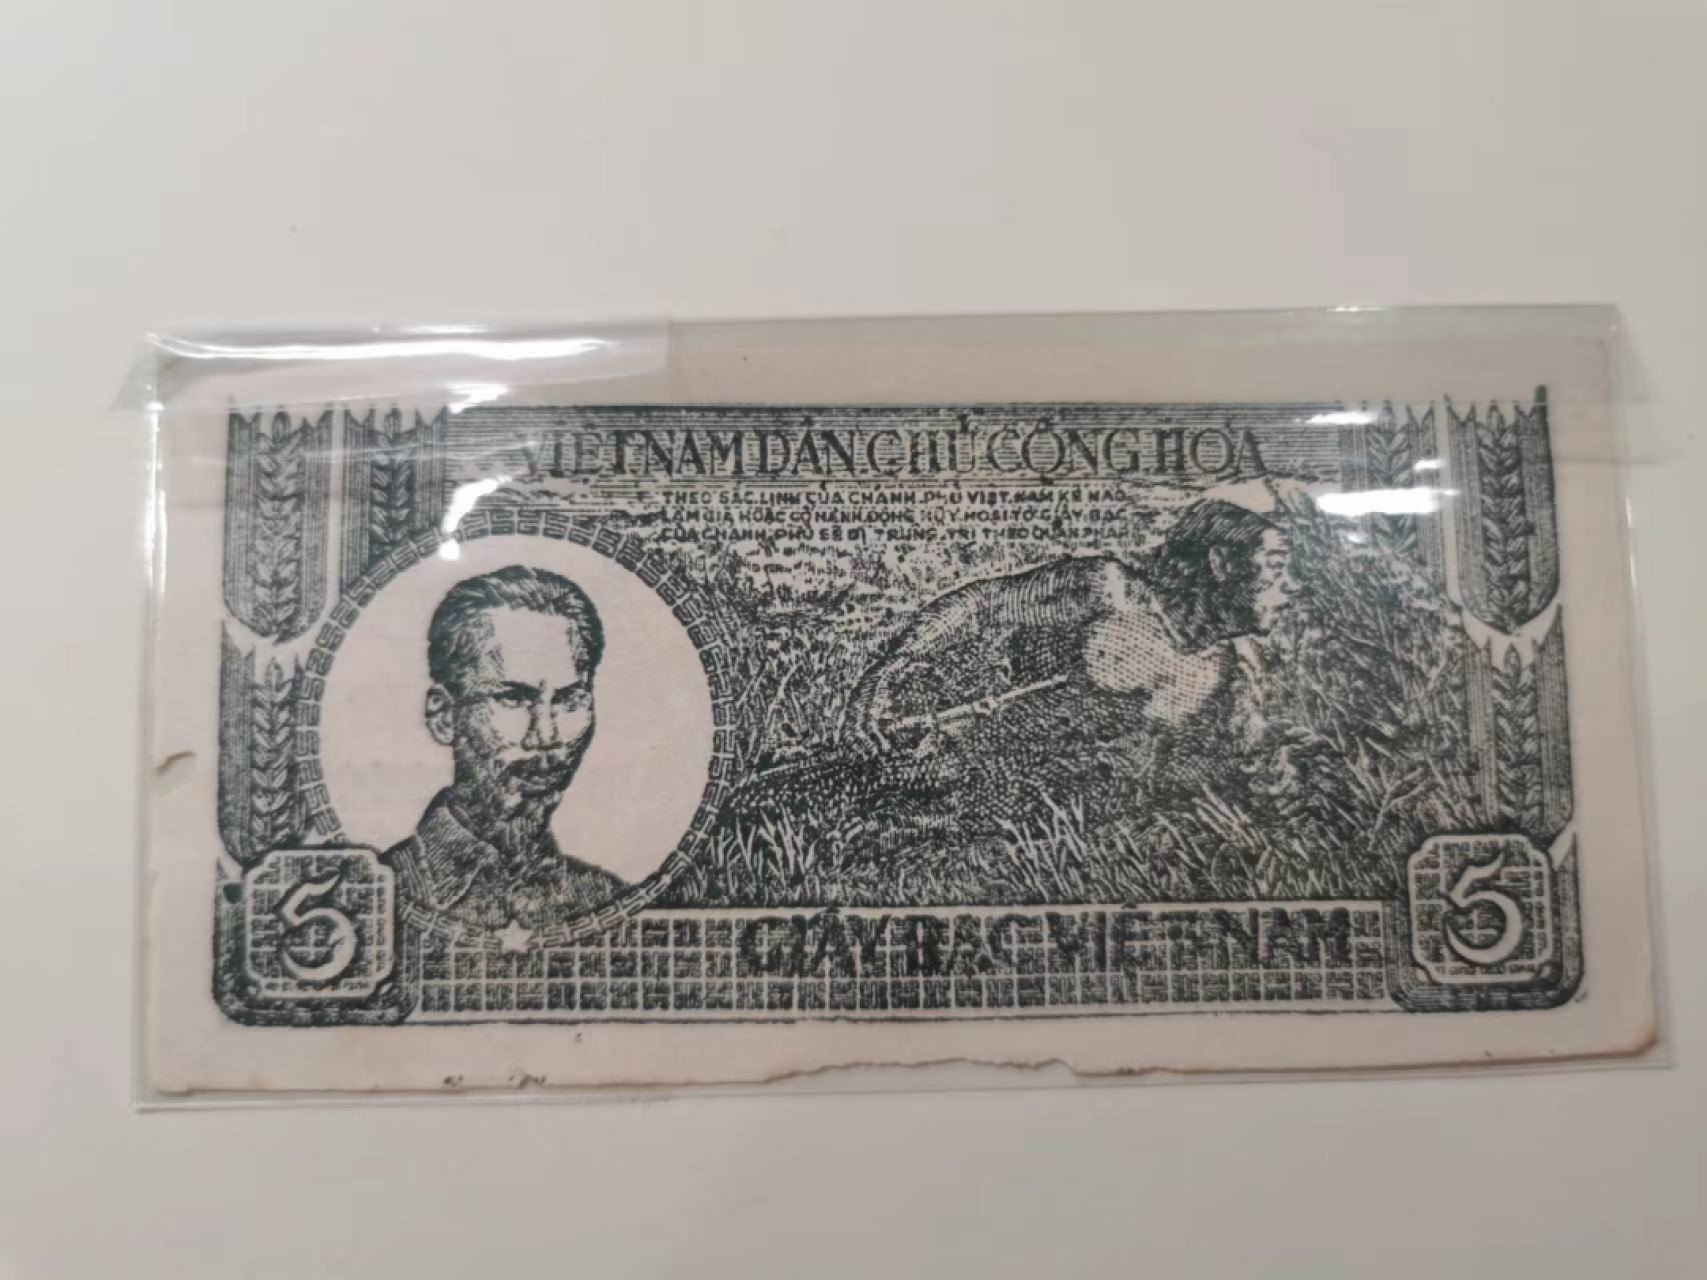 VIỆT NAM DÂN CHỦ CỘNG HÒA
THEO SẮC LỊNH CỦA CHÁNH PHỦ VIỆT NAM KẺ NÀO
LÀM GIẢ HOẶC CÓ HÀNH ĐỘNG HỦY HOẠI TỜ GIẤY BẠC
CỦA CHÁNH PHỦ SẼ BỊ TRỪNG TRỊ THEO QUÂN PHÁP
5
5
GIẤY BẠC VIỆT-NAM